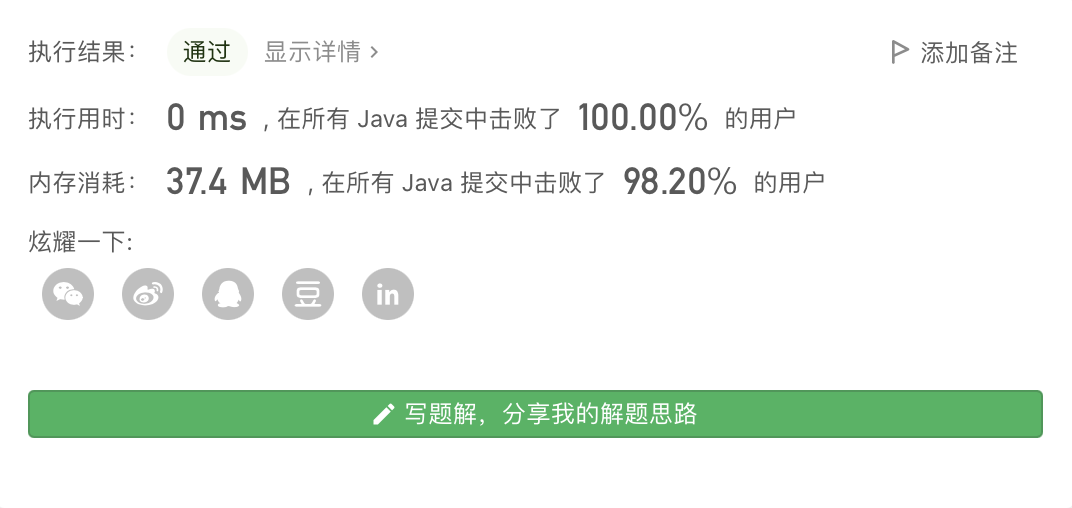 执行结果： 通过 显示详情 > 添加备注
执行用时： 0 ms , 在所有 Java 提交中击败了 100.00% 的用户
内存消耗： 37.4 MB , 在所有 Java 提交中击败了 98.20% 的用户
炫耀一下:
豆 in
写题解，分享我的解题思路